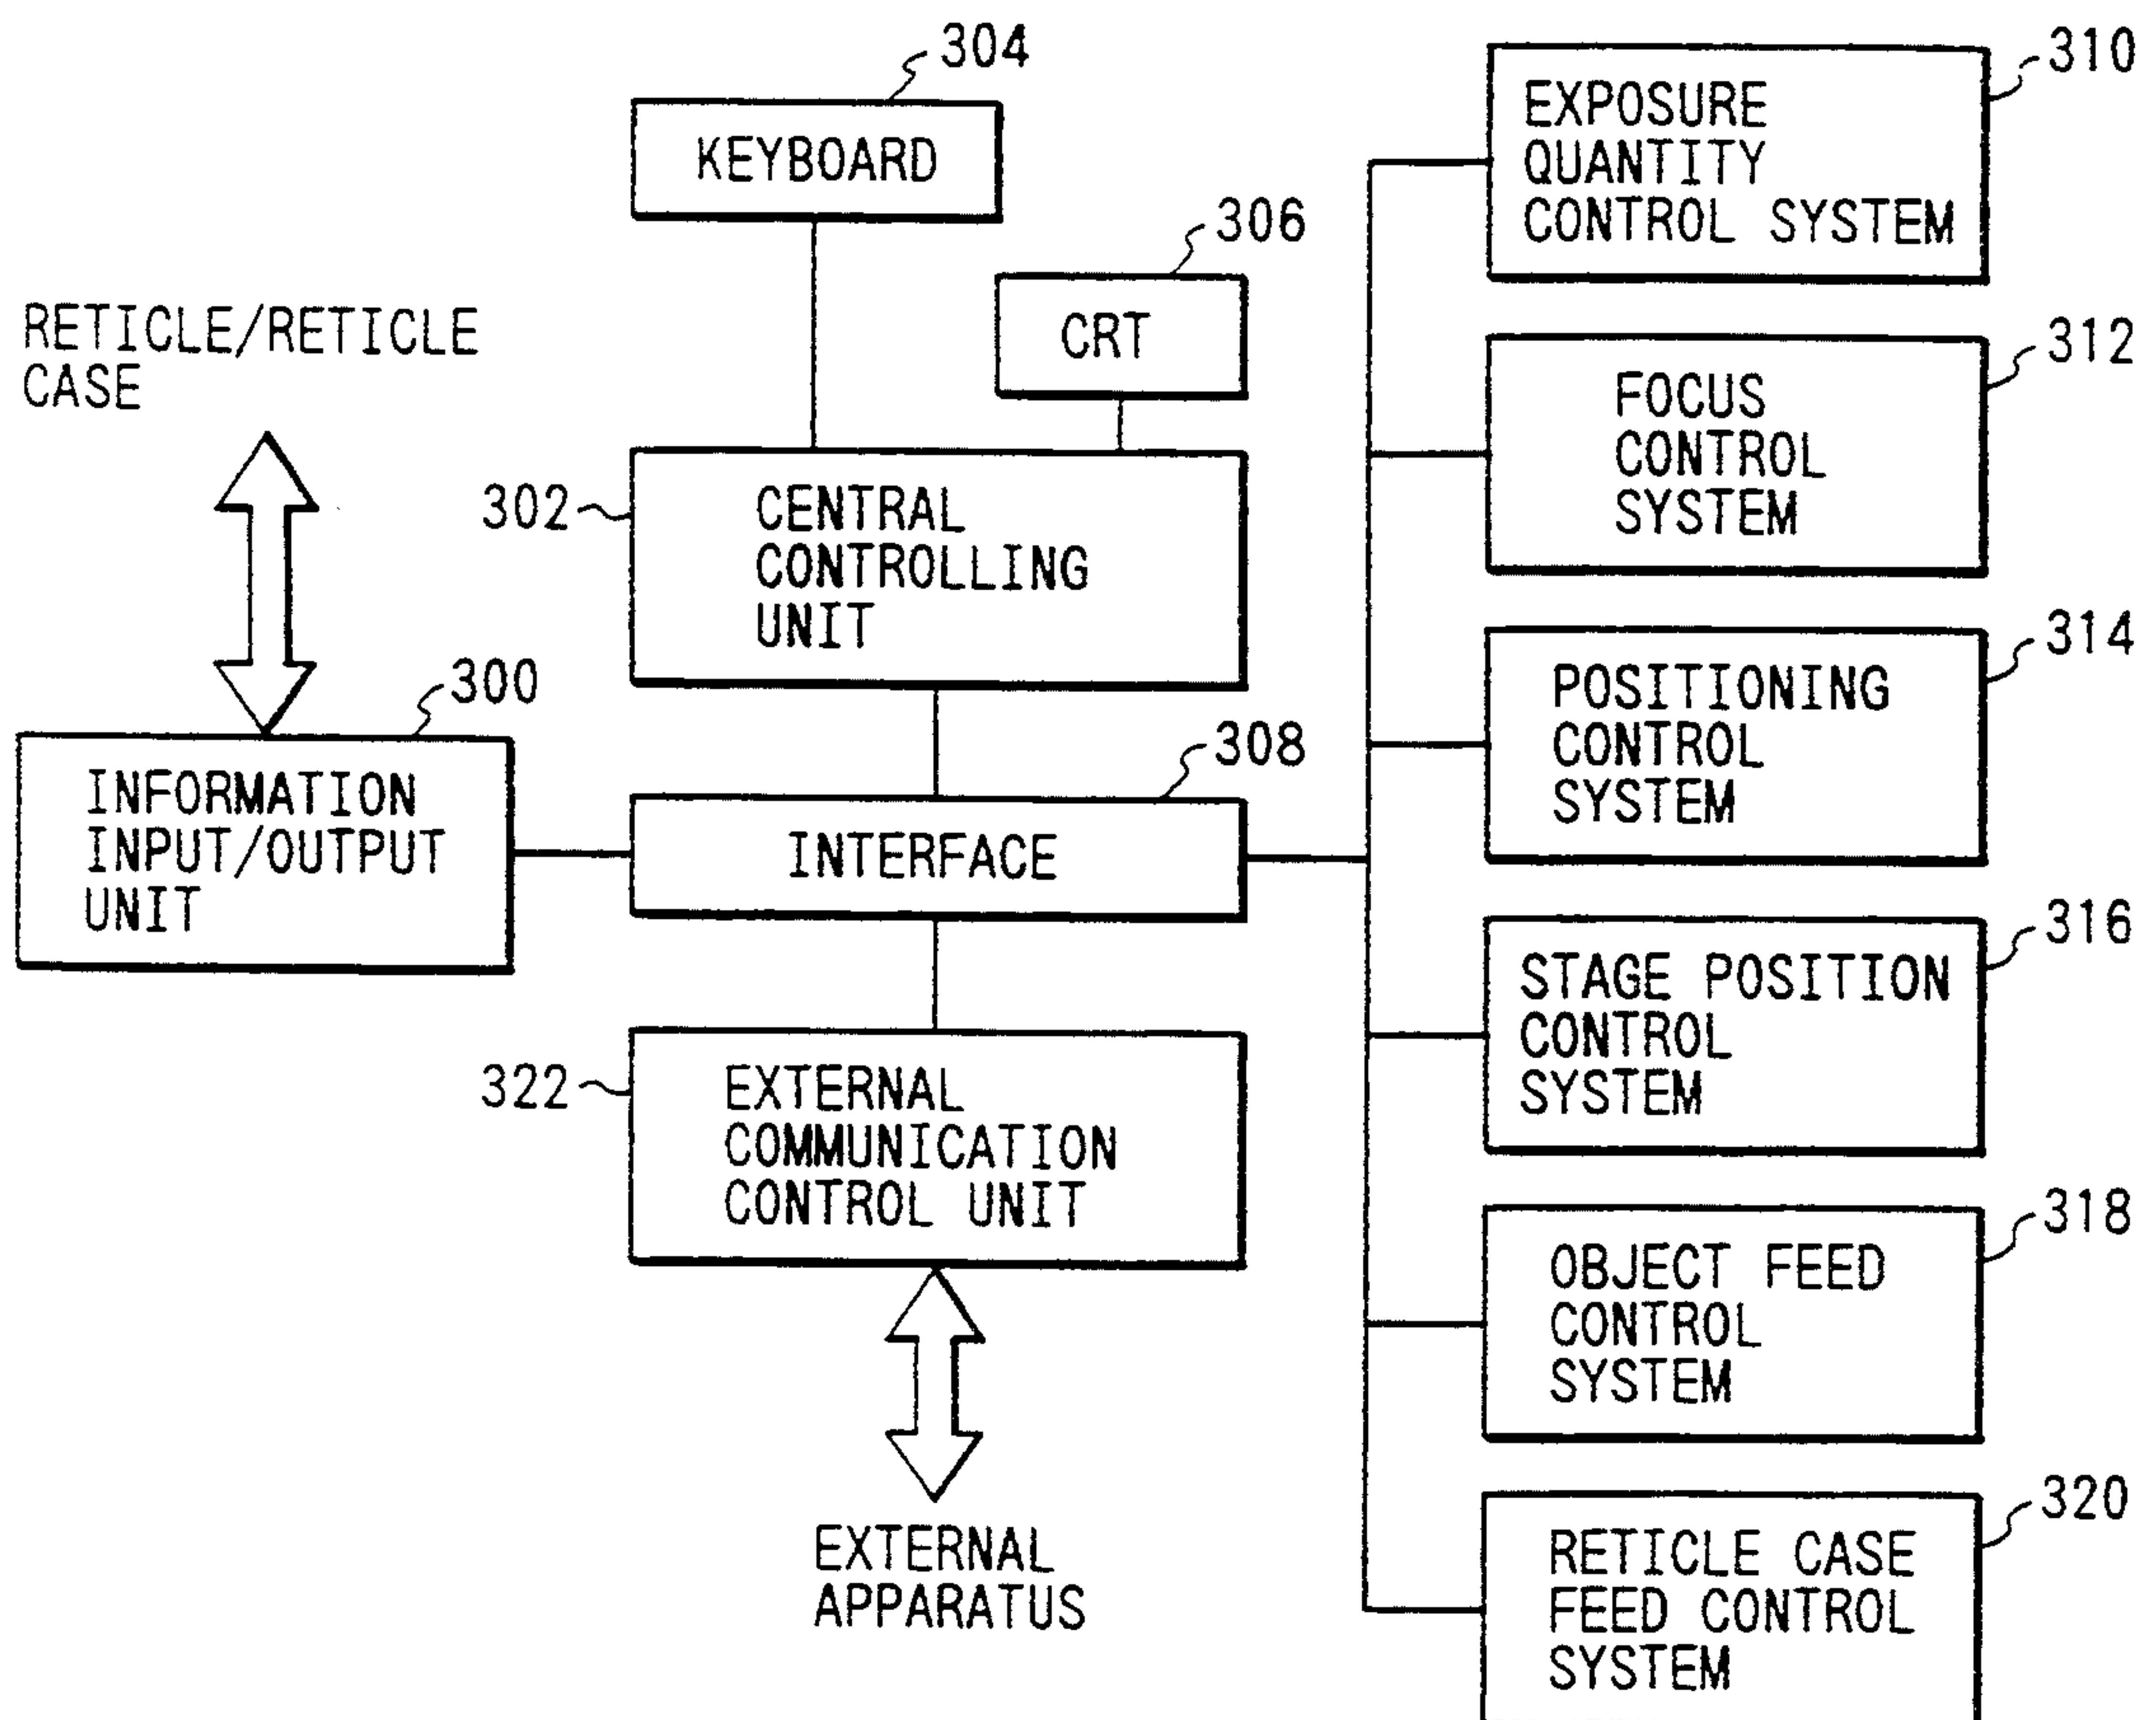 304
KEYBOARD
306
CRT
RETICLE/RETICLE
CASE
302
CENTRAL
CONTROLLING
UNIT
300
INFORMATION
INPUT/OUTPUT
UNIT
308
INTERFACE
322
EXTERNAL
COMMUNICATION
CONTROL UNIT
EXTERNAL
APPARATUS
310
EXPOSURE
QUANTITY
CONTROL SYSTEM
312
FOCUS
CONTROL
SYSTEM
314
POSITIONING
CONTROL
SYSTEM
316
STAGE POSITION
CONTROL
SYSTEM
318
OBJECT FEED
CONTROL
SYSTEM
320
RETICLE CASE
FEED CONTROL
SYSTEM